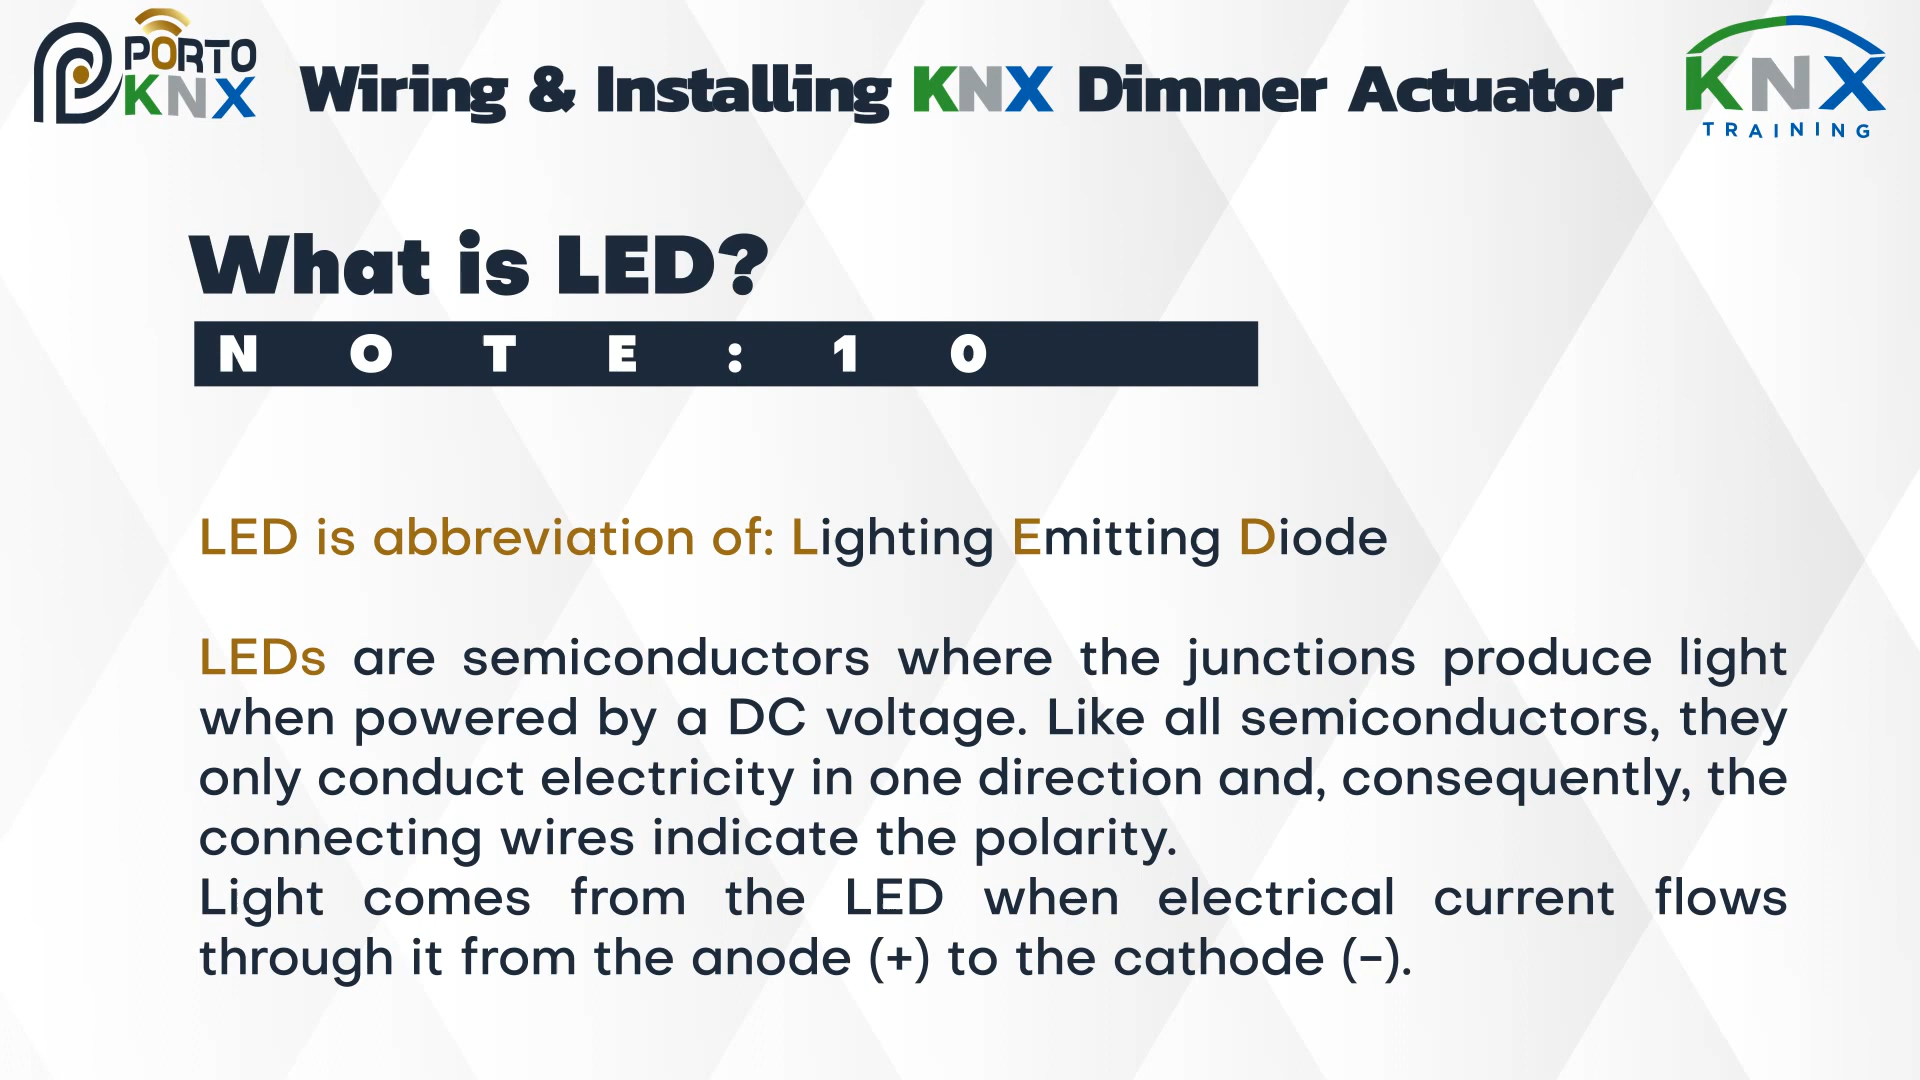 PORTO
KNX
Wiring & Installing KNX Dimmer Actuator
KNX
TRAINING
What is LED?
NOTE:10
LED is abbreviation of: Lighting Emitting Diode
LEDs are semiconductors where the junctions produce light
when powered by a DC voltage. Like all semiconductors, they
only conduct electricity in one direction and, consequently, the
connecting wires indicate the polarity.
Light comes from the LED when electrical current flows
through it from the anode (+) to the cathode (-).